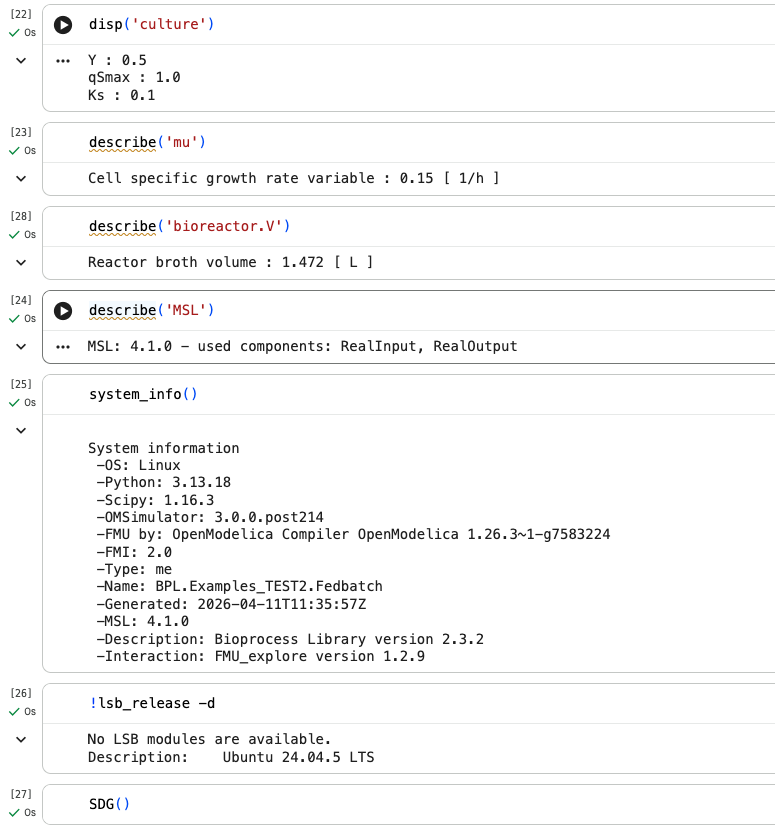 [22]
disp('culture')
0s
Y : 0.5
qSmax : 1.0
Ks : 0.1
[23]
describe('mu')
0s
Cell specific growth rate variable : 0.15 [ 1/h ]
[28]
describe('bioreactor.V')
0s
Reactor broth volume : 1.472 [ L ]
[24]
describe('MSL')
0s
MSL: 4.1.0 - used components: RealInput, RealOutput
[25]
system_info()
0s
System information
-OS: Linux
-Python: 3.13.18
-Scipy: 1.16.3
-OMSimulator: 3.0.0.post214
-FMU by: OpenModelica Compiler OpenModelica 1.26.3~1-g7583224
-FMI: 2.0
-Type: me
-Name: BPL.Examples_TEST2.Fedbatch
-Generated: 2026-04-11T11:35:57Z
-MSL: 4.1.0
-Description: Bioprocess Library version 2.3.2
-Interaction: FMU_explore version 1.2.9
[26]
!lsb_release -d
0s
No LSB modules are available.
Description:    Ubuntu 24.04.5 LTS
[27]
SDG()
0s